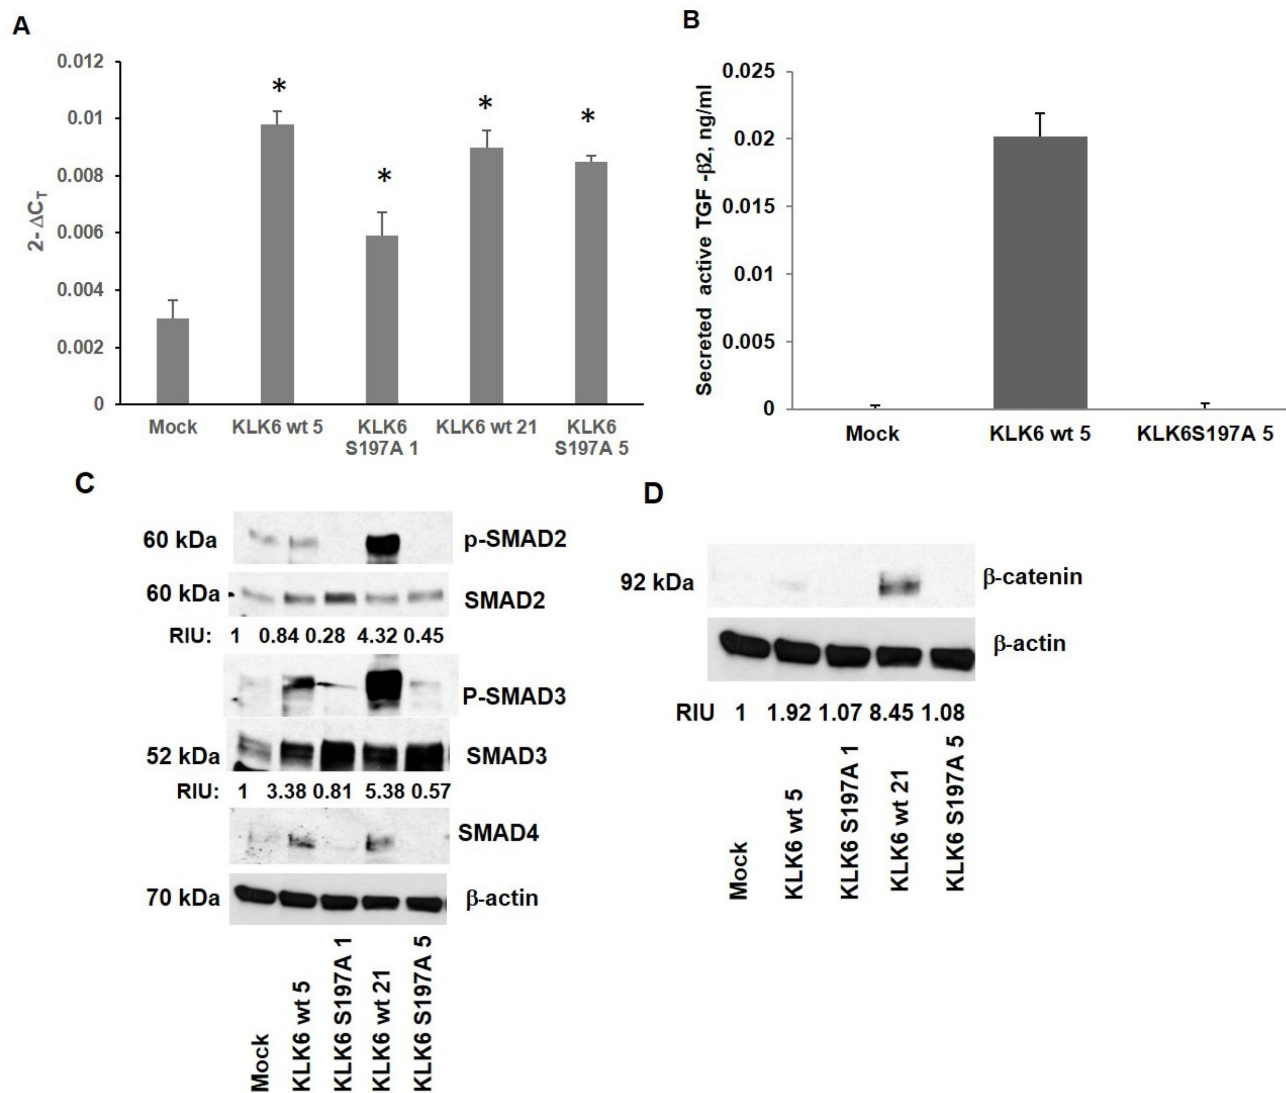 A
2- ΔCT
0.012
0.01
0.008
0.006
0.004
0.002
0
*
*
*
*
Mock
KLK6 wt 5
KLK6
S197A 1
KLK6 wt 21
KLK6
S197A 5
B
Secreted active TGF -β2, ng/ml
0.025
0.02
0.015
0.01
0.005
0
Mock
KLK6 wt 5
KLK6S197A 5
C
60 kDa
p-SMAD2
60 kDa
SMAD2
RIU: 1 0.84 0.28 4.32 0.45
P-SMAD3
52 kDa
SMAD3
RIU: 1 3.38 0.81 5.38 0.57
SMAD4
70 kDa
β-actin
Mock
KLK6 wt 5
KLK6 S197A 1
KLK6 wt 21
KLK6 S197A 5
D
92 kDa
β-catenin
β-actin
RIU 1 1.92 1.07 8.45 1.08
Mock
KLK6 wt 5
KLK6 S197A 1
KLK6 wt 21
KLK6 S197A 5